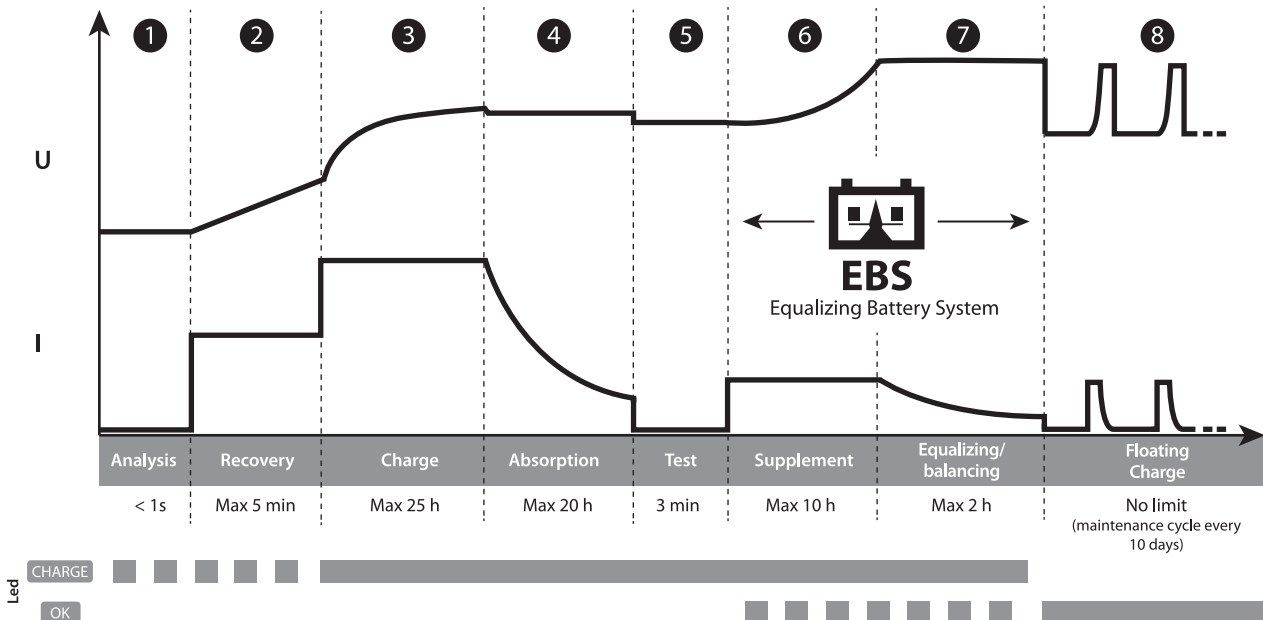 1 2 3 4 5 6 7 8
U
EBS
Equalizing Battery System
I
Analysis Recovery Charge Absorption Test Supplement Equalizing/ balancing Floating Charge
< 1s Max 5 min Max 25 h Max 20 h 3 min Max 10 h Max 2 h No limit
(maintenance cycle every
10 days)
Led
CHARGE
OK